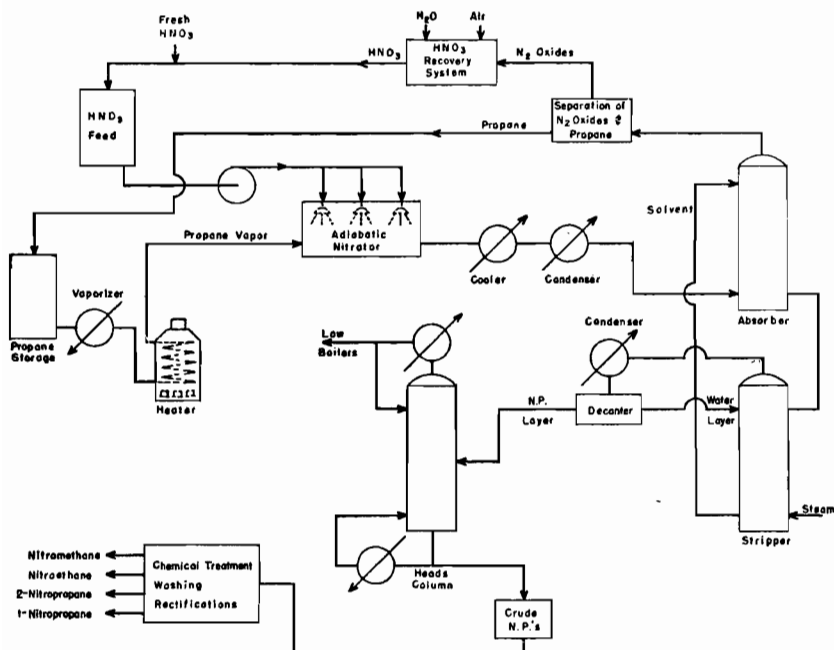 Fresh
HNO₃
N₂O
Air
HNO₃
Recovery
System
HNO₃
N₂ Oxides
HNO₃
Feed
Separation of
N₂ Oxides &
Propane
Propane
Solvent
Adiabatic
Nitrator
Propane Vapor
Cooler
Condenser
Absorber
Vaporizer
Propane
Storage
Heater
Low
Boilers
Condenser
N.P.
Layer
Decanter
Water
Layer
Steam
Stripper
Heads
Column
Nitromethane
Nitroethane
2-Nitropropane
1-Nitropropane
Chemical Treatment
Washing
Rectifications
Crude
N.P.'s